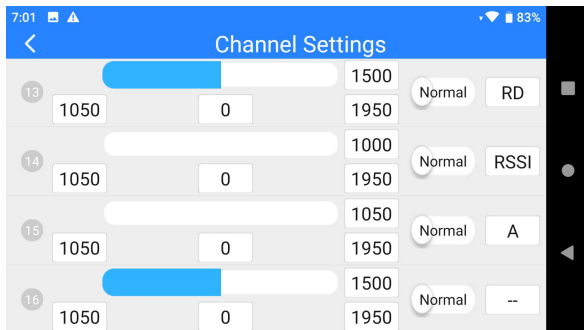 7:01 83%
Channel Settings
13 1500 Normal RD
1050 0 1950
14 1000 Normal RSSI
1050 0 1950
15 1050 Normal A
1050 0 1950
16 1500 Normal --
1050 0 1950